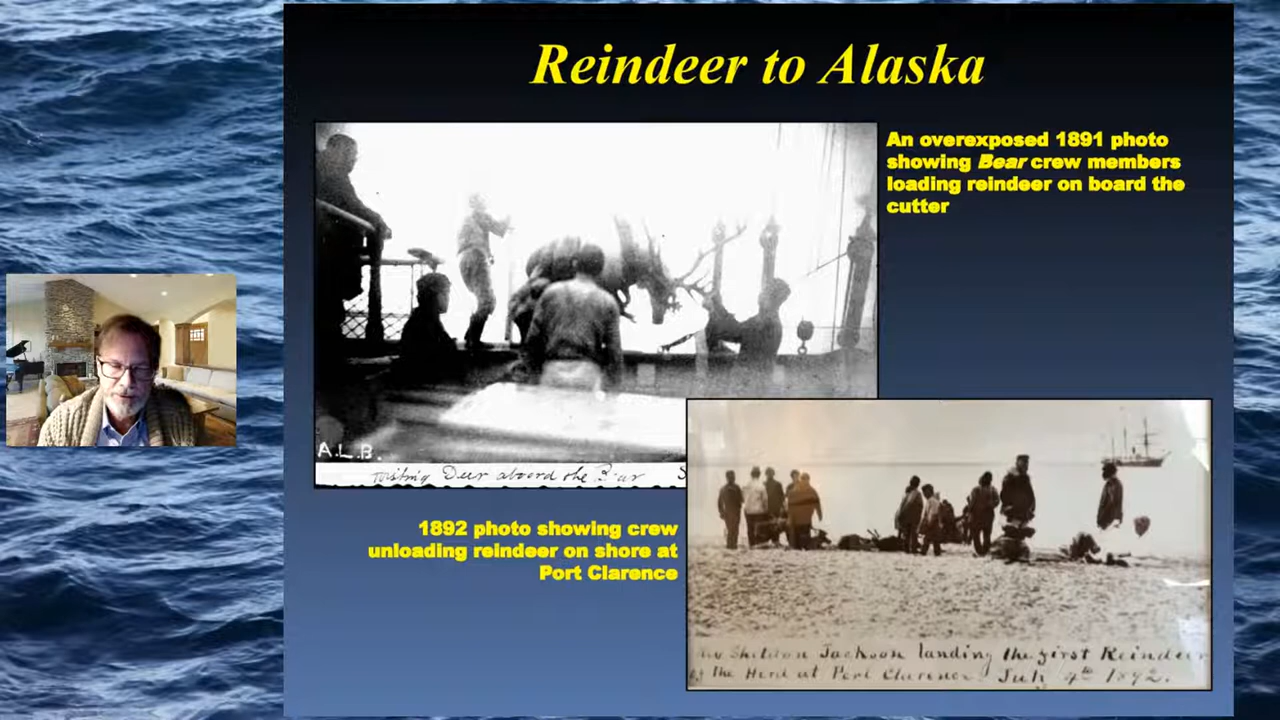 Reindeer to Alaska
An overexposed 1891 photo
showing Bear crew members
loading reindeer on board the
cutter
A.L.B.
Deer aboord the Bear
1892 photo showing crew
unloading reindeer on shore at
Port Clarence
Sheldon Jackson landing the first Reindeer
of the Herd at Port Clarence. July 4th 1892.